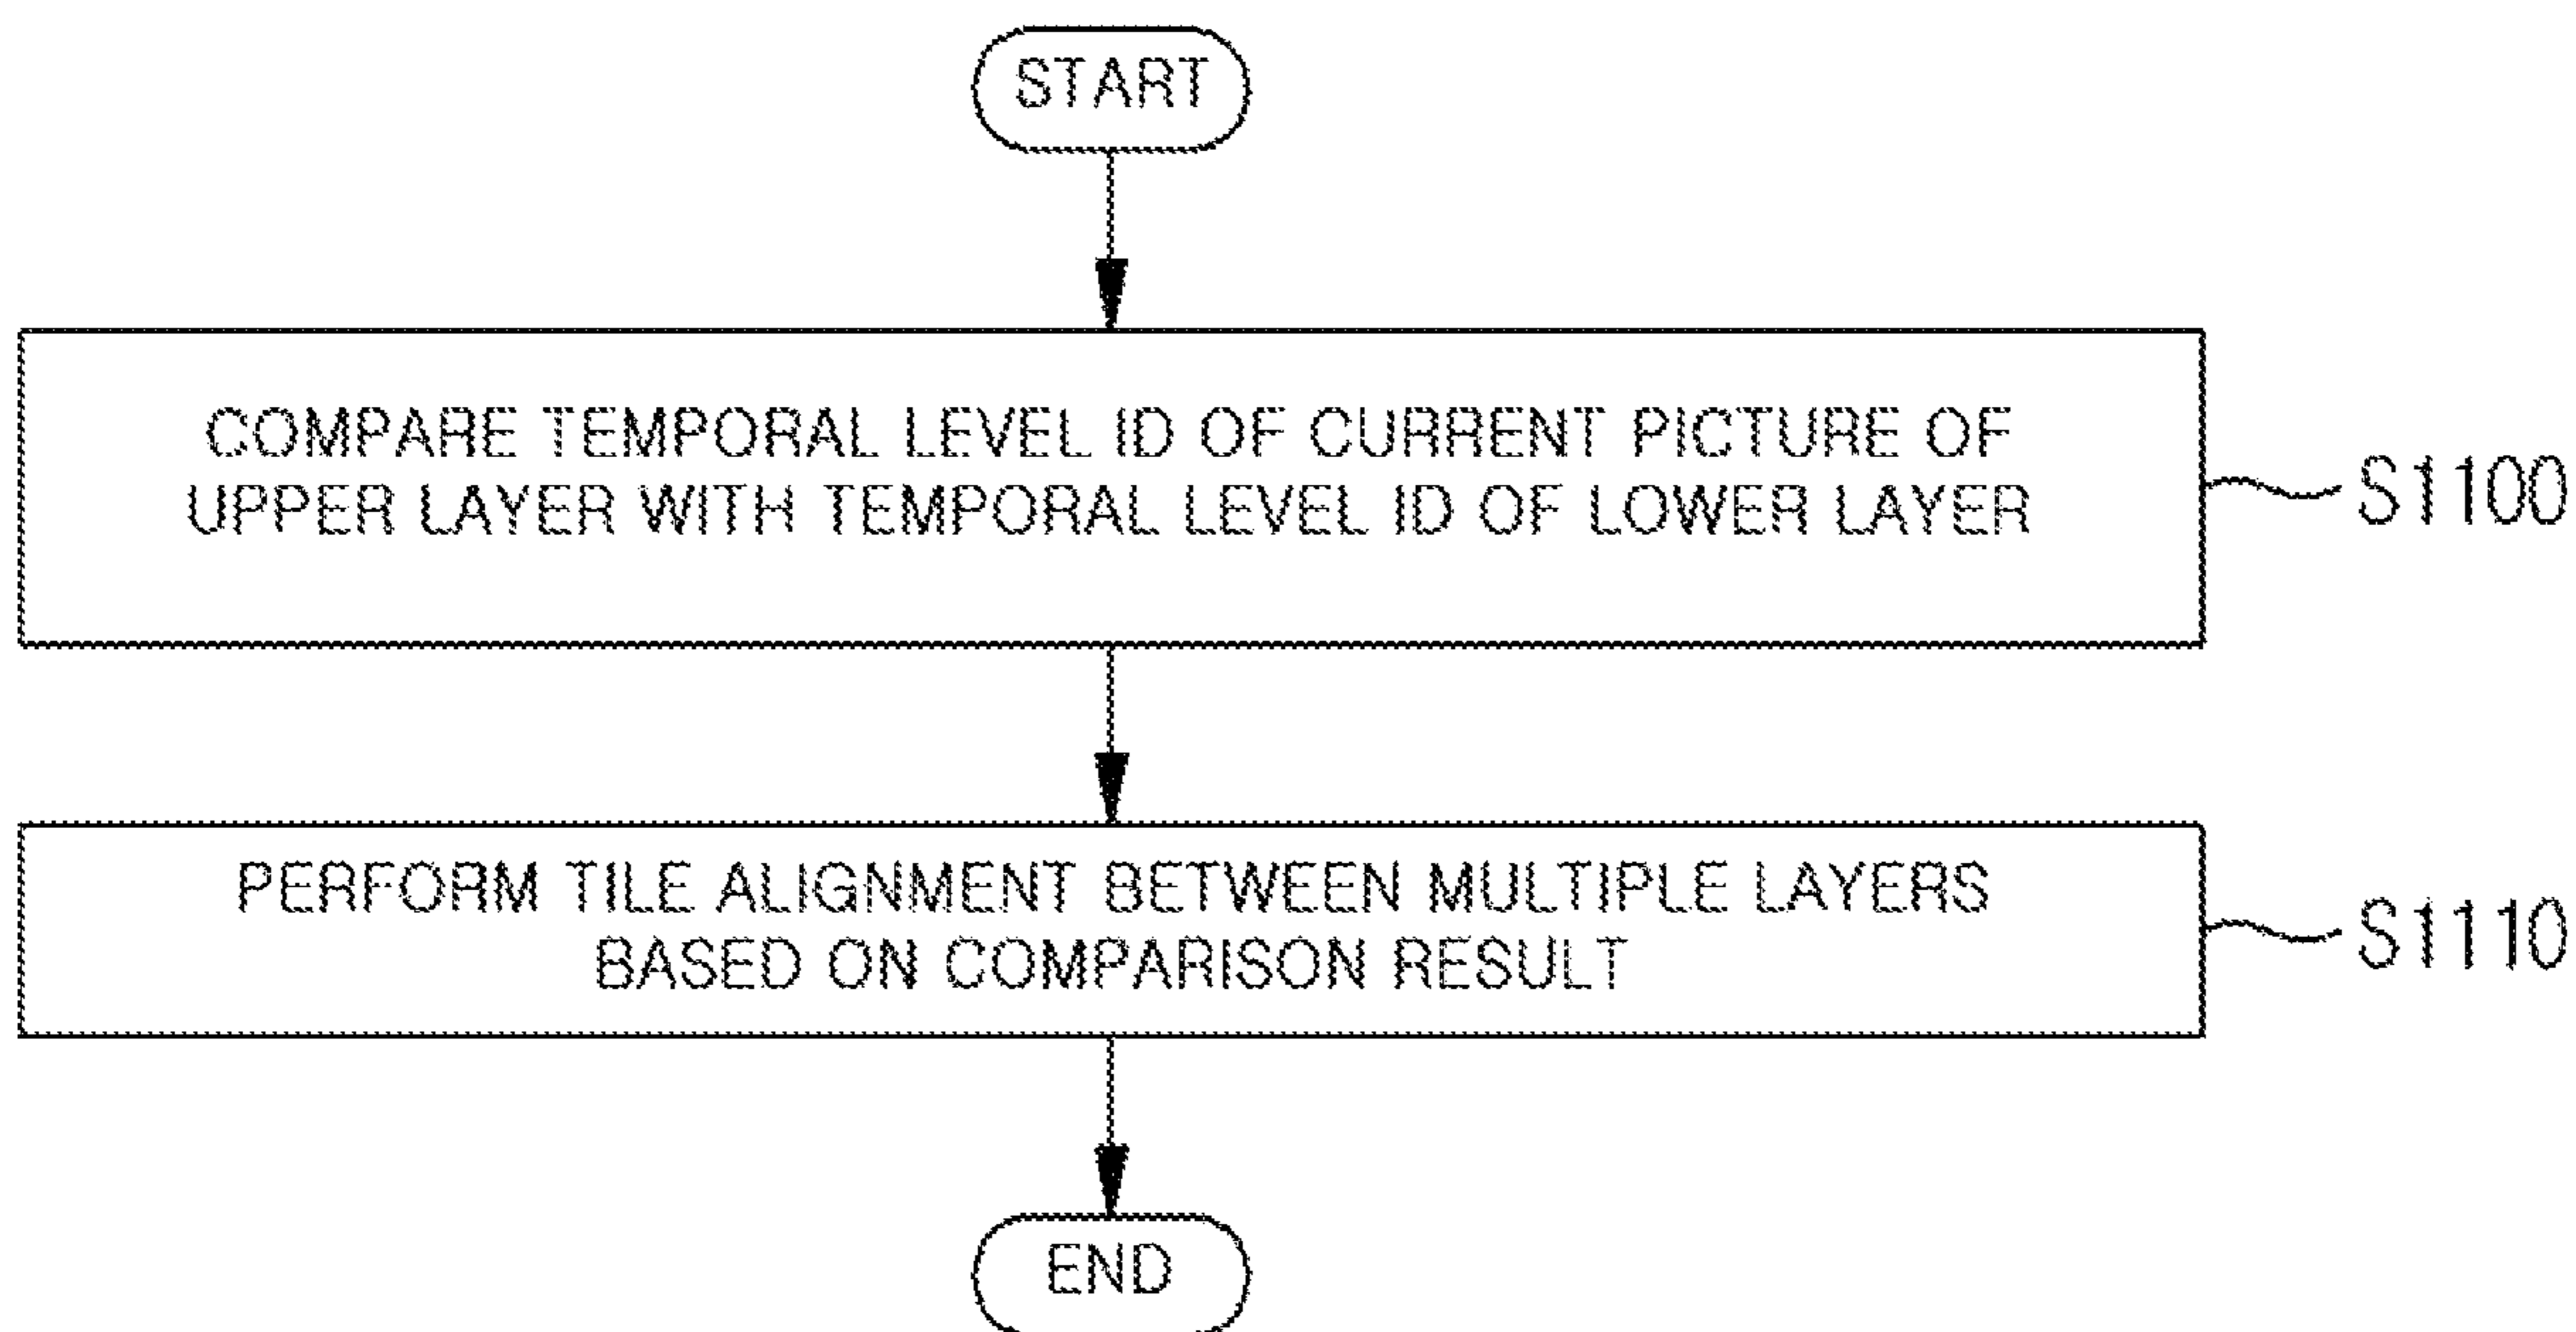 START
COMPARE TEMPORAL LEVEL ID OF CURRENT PICTURE OF
UPPER LAYER WITH TEMPORAL LEVEL ID OF LOWER LAYER
S1100
PERFORM TILE ALIGNMENT BETWEEN MULTIPLE LAYERS
BASED ON COMPARISON RESULT
S1110
END